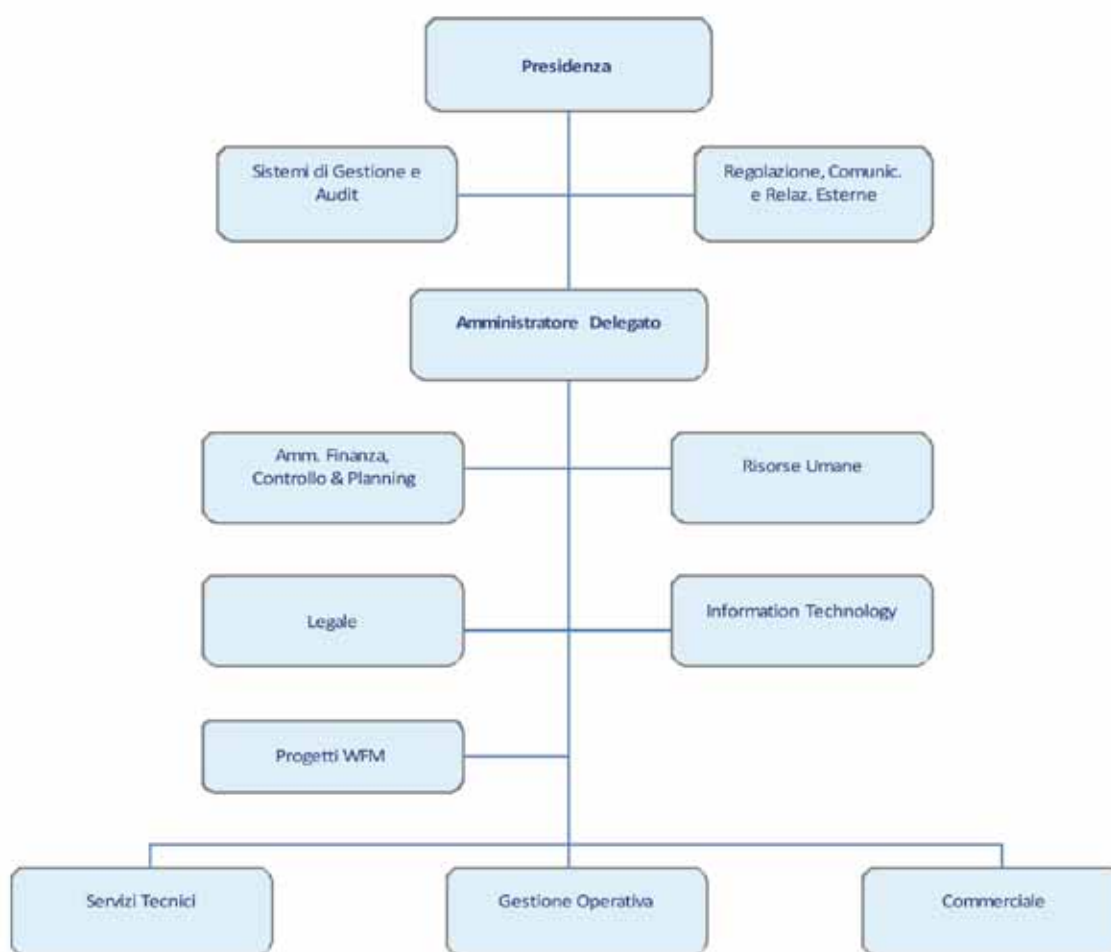 Presidenza
Sistemi di Gestione e
Audit
Regolazione, Comunic.
e Relaz. Esterne
Amministratore Delegato
Amm. Finanza,
Controllo & Planning
Risorse Umane
Legale
Information Technology
Progetti WFM
Servizi Tecnici
Gestione Operativa
Commerciale